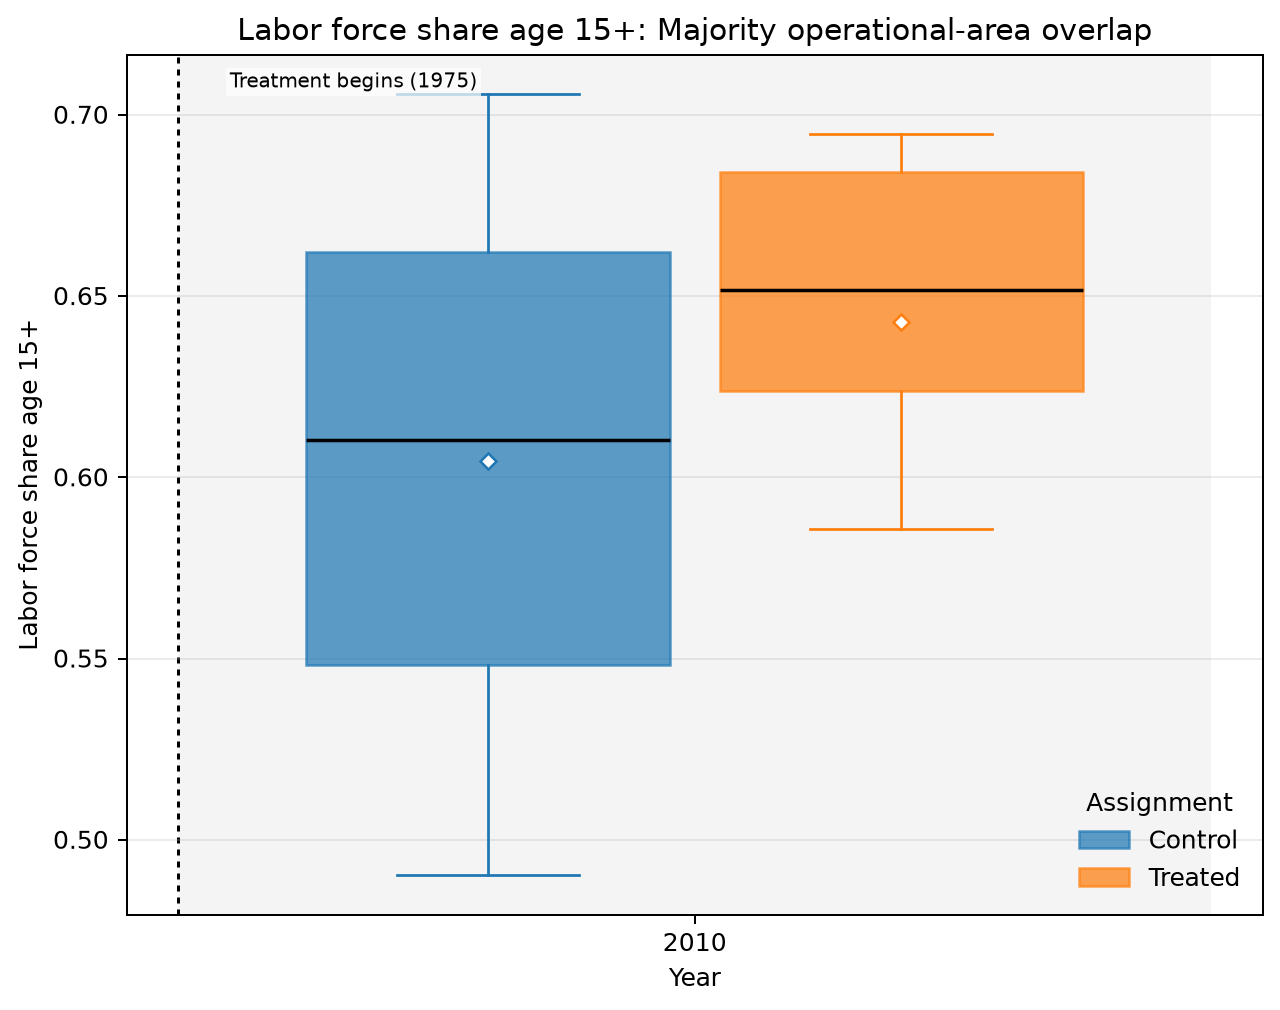 Labor force share age 15+: Majority operational-area overlap
Treatment begins (1975)
0.70
0.65
0.60
0.55
0.50
Labor force share age 15+
Assignment
Control
Treated
2010
Year